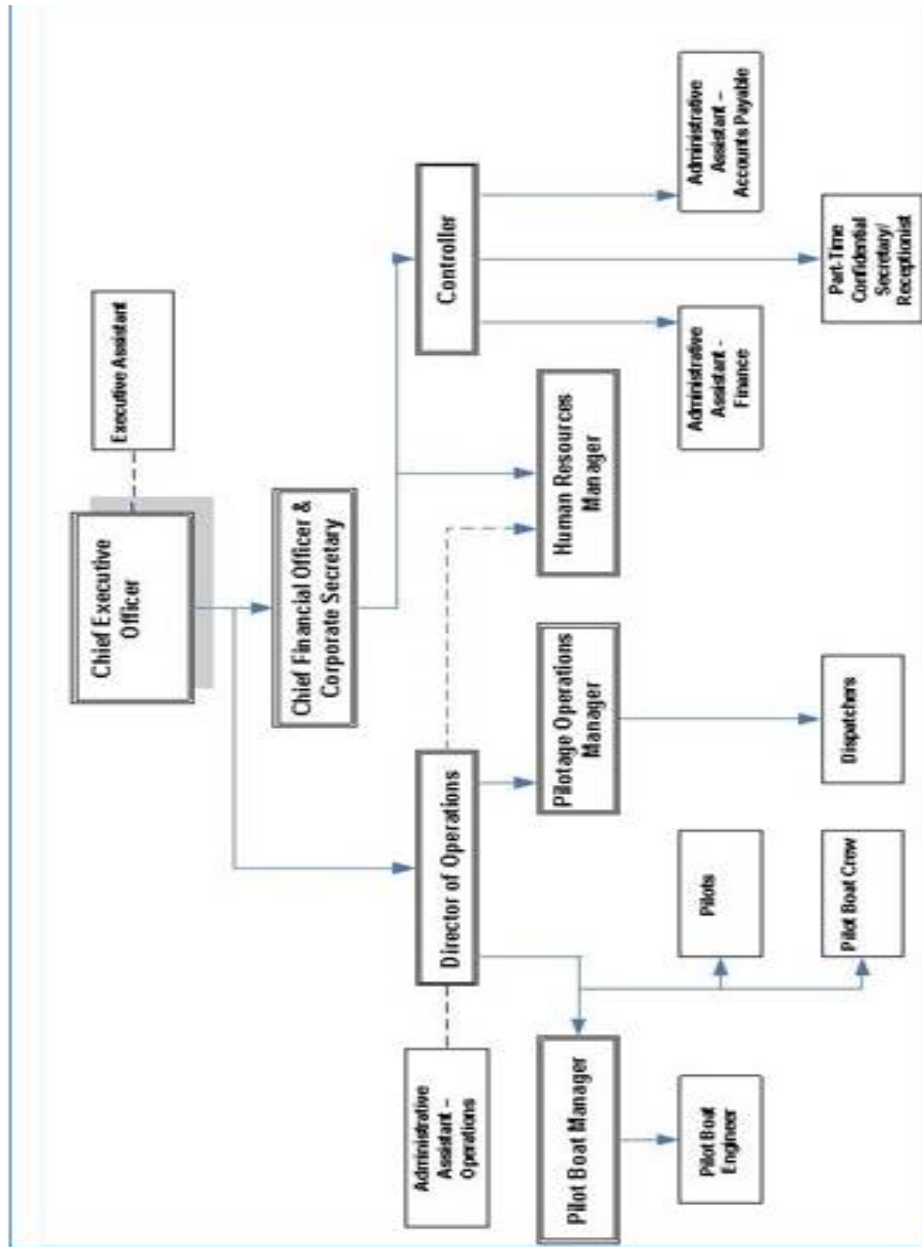 Chief Executive
Officer
Executive Assistant
Chief Financial Officer &
Corporate Secretary
Administrative
Assistant –
Operations
Director of Operations
Controller
Pilot Boat Manager
Pilotage Operations
Manager
Human Resources
Manager
Pilot Boat
Engineer
Pilots
Administrative
Assistant -
Finance
Administrative
Assistant –
Accounts Payable
Pilot Boat Crew
Dispatchers
Part-Time
Confidential
Secretary/
Receptionist